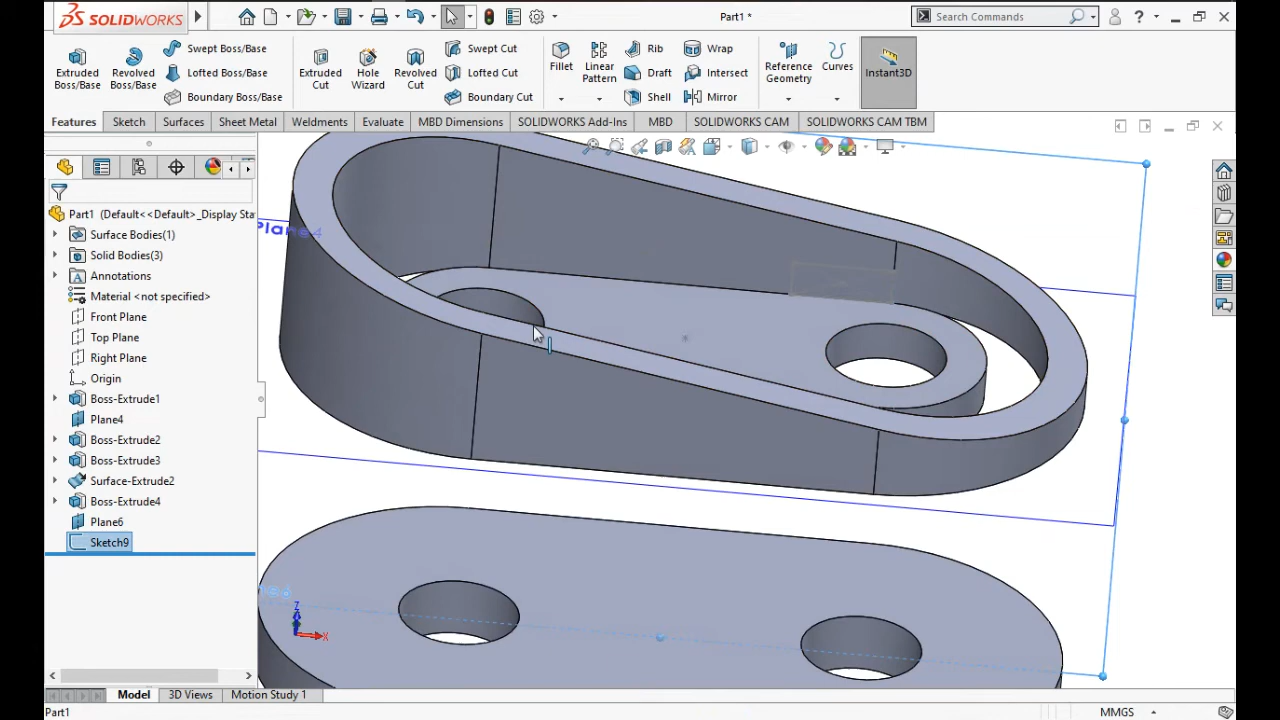 SOLIDWORKS
Part1 *
Search Commands
?
Extruded Boss/Base
Revolved Boss/Base
Swept Boss/Base
Lofted Boss/Base
Boundary Boss/Base
Extruded Cut
Hole Wizard
Revolved Cut
Swept Cut
Lofted Cut
Boundary Cut
Fillet
Linear Pattern
Rib
Draft
Shell
Wrap
Intersect
Mirror
Reference Geometry
Curves
Instant3D
Features
Sketch
Surfaces
Sheet Metal
Weldments
Evaluate
MBD Dimensions
SOLIDWORKS Add-Ins
MBD
SOLIDWORKS CAM
SOLIDWORKS CAM TBM
Part1 (Default<<Default>_Display Sta
Surface Bodies(1)
Solid Bodies(3)
Annotations
Material <not specified>
Front Plane
Top Plane
Right Plane
Origin
Boss-Extrude1
Plane4
Boss-Extrude2
Boss-Extrude3
Surface-Extrude2
Boss-Extrude4
Plane6
Sketch9
Plane4
Z
X
Model
3D Views
Motion Study 1
Part1
MMGS